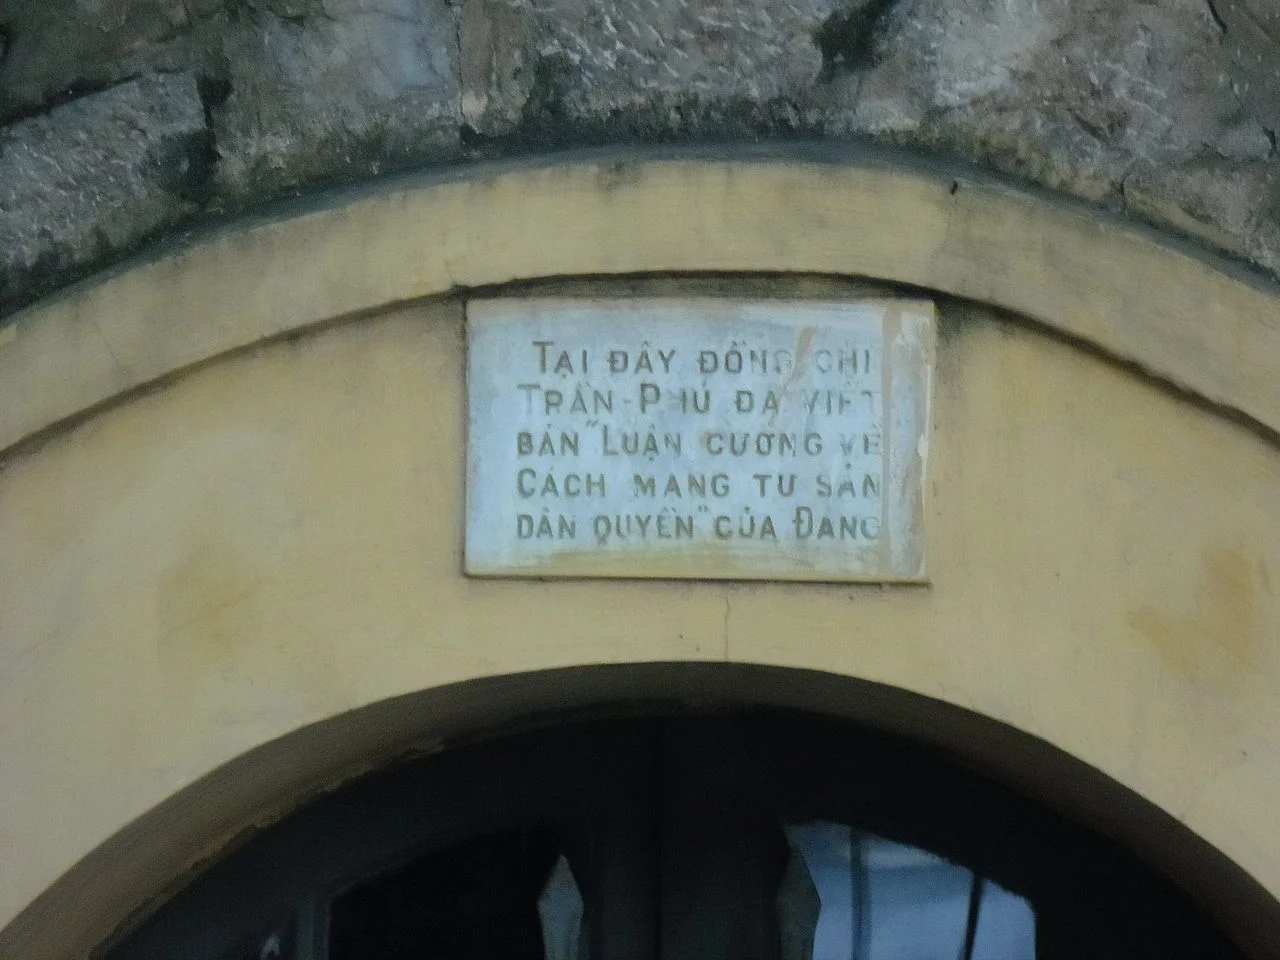 TẠI ĐÂY ĐỒNG CHI
TRẦN-PHÚ ĐÃ VIẾT
BẢN "LUẬN CƯƠNG VỀ
CÁCH MẠNG TƯ SẢN
DÂN QUYỀN" CỦA ĐẢNG